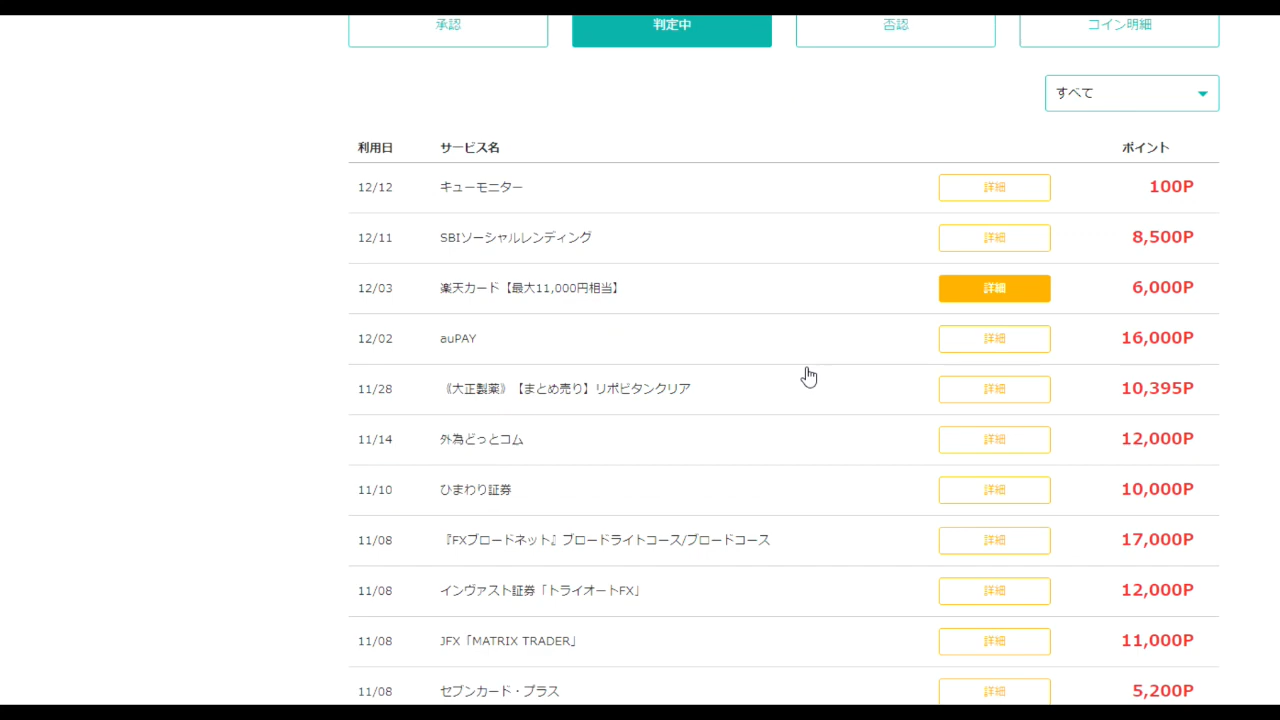 承認 判定中 否認 コイン明細
すべて
利用日 サービス名 ポイント
12/12 キューモニター 詳細 100P
12/11 SBIソーシャルレンディング 詳細 8,500P
12/03 楽天カード【最大11,000円相当】 詳細 6,000P
12/02 auPAY 詳細 16,000P
11/28 《大正製薬》【まとめ売り】リポビタンクリア 詳細 10,395P
11/14 外為どっとコム 詳細 12,000P
11/10 ひまわり証券 詳細 10,000P
11/08 『FXブロードネット』ブロードライトコース/ブロードコース 詳細 17,000P
11/08 インヴァスト証券「トライオートFX」 詳細 12,000P
11/08 JFX「MATRIX TRADER」 詳細 11,000P
11/08 セブンカード・プラス 詳細 5,200P